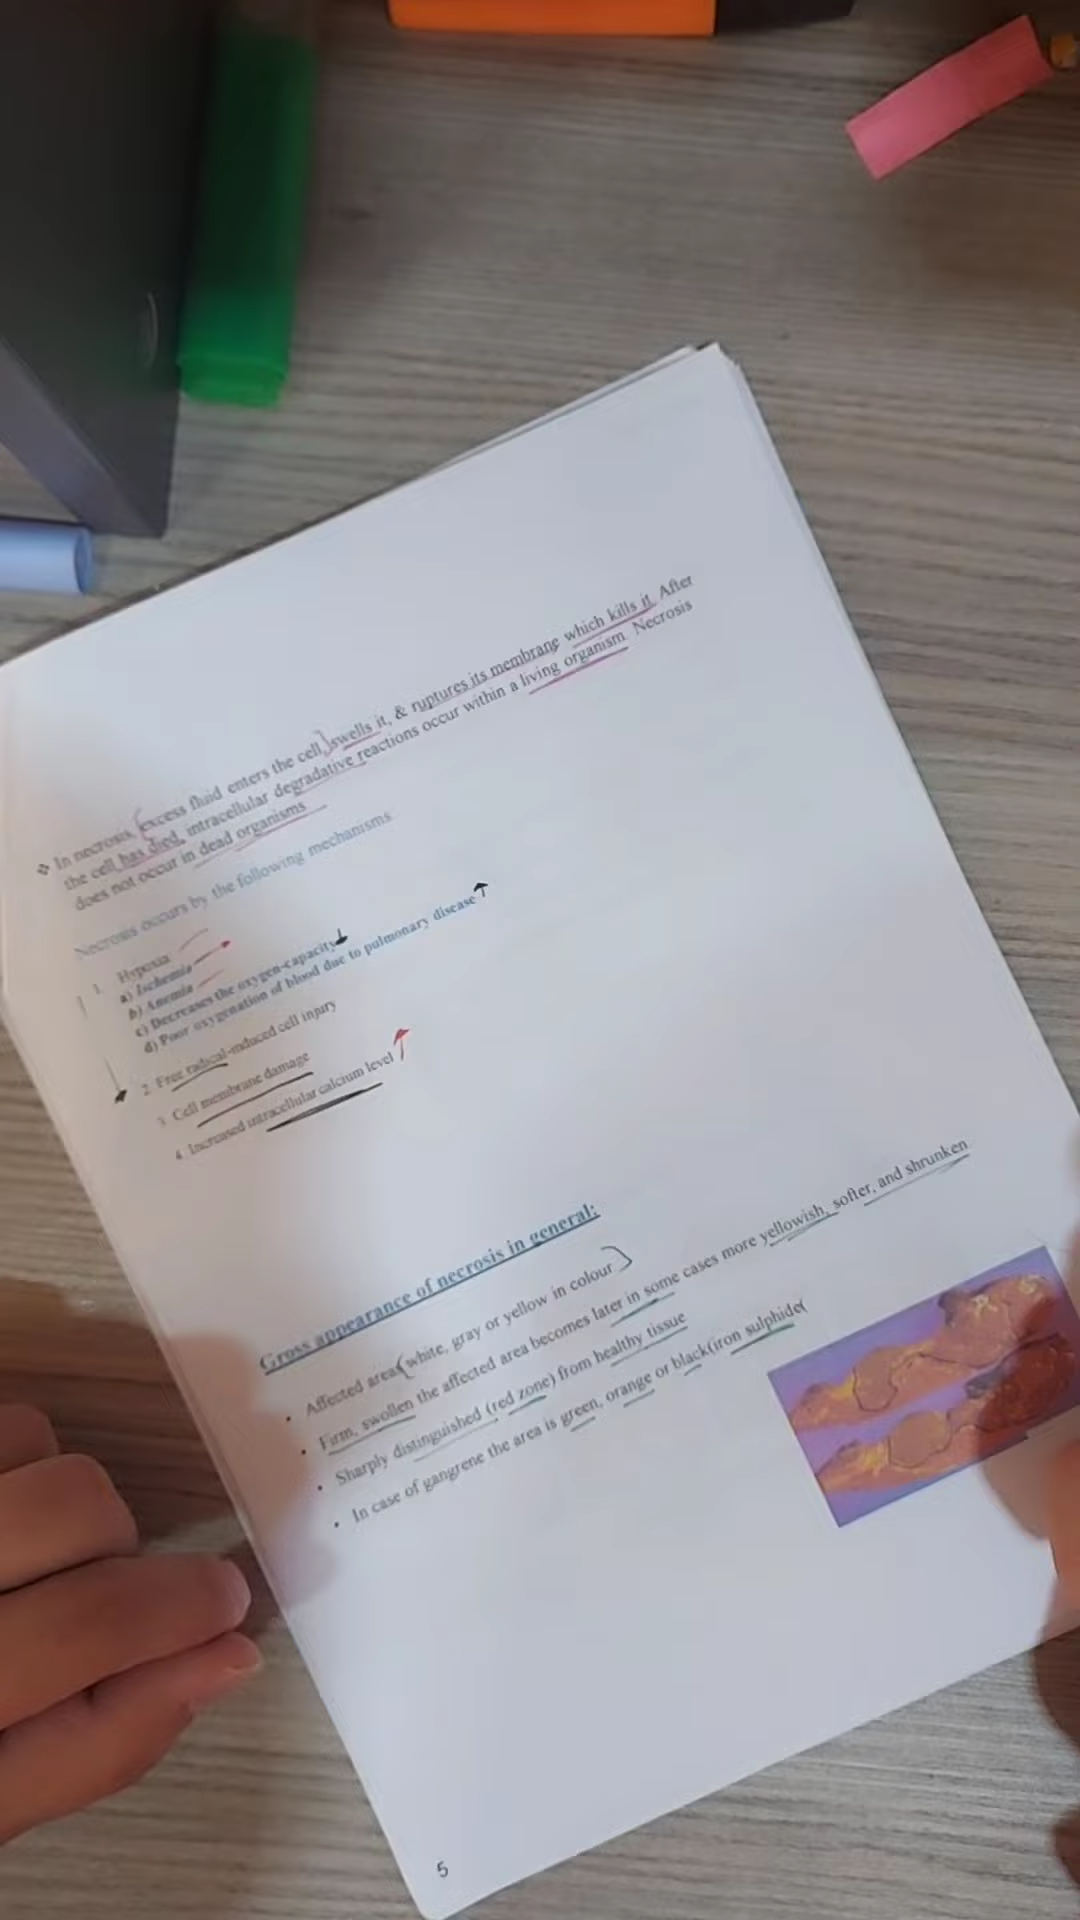 ❖ In necrosis, excess fluid enters the cell, swells it, & ruptures its membrane which kills it. After
the cell has died, intracellular degradative reactions occur within a living organism. Necrosis
does not occur in dead organisms
Necrosis occurs by the following mechanisms
1. Hypoxia
a) Ischemia
b) Anemia
c) Decreases the oxygen-capacity
d) Poor oxygenation of blood due to pulmonary disease
2. Free radical-induced cell injury
3. Cell membrane damage
4. Increased intracellular calcium level
Gross appearance of necrosis in general:
• Affected areas(white, gray or yellow in colour)
• Firm, swollen the affected area becomes later in some cases more yellowish, softer, and shrunken
• Sharply distinguished (red zone) from healthy tissue
• In case of gangrene the area is green, orange or black(iron sulphide(
5